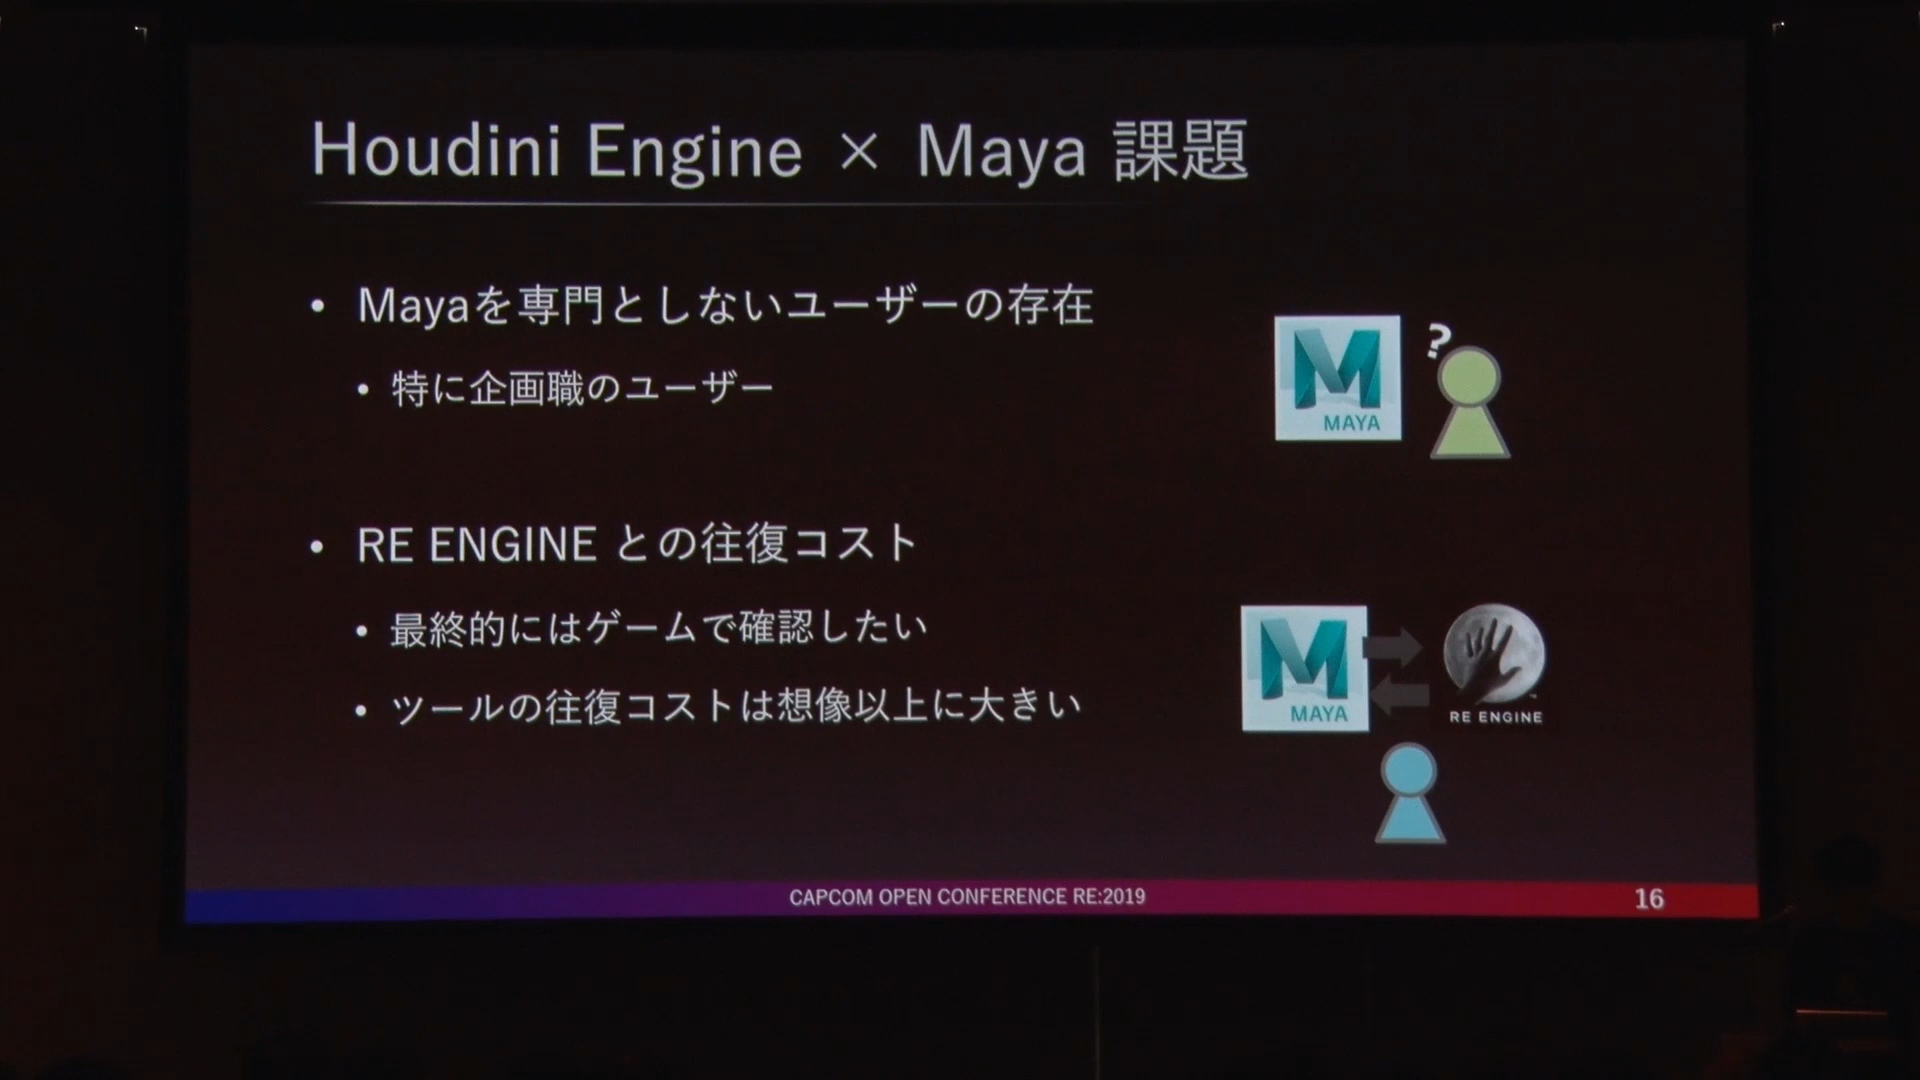 Houdini Engine × Maya 課題
• Mayaを専門としないユーザーの存在
• 特に企画職のユーザー
MAYA
?
• RE ENGINE との往復コスト
• 最終的にはゲームで確認したい
• ツールの往復コストは想像以上に大きい
MAYA
RE ENGINE
CAPCOM OPEN CONFERENCE RE:2019
16